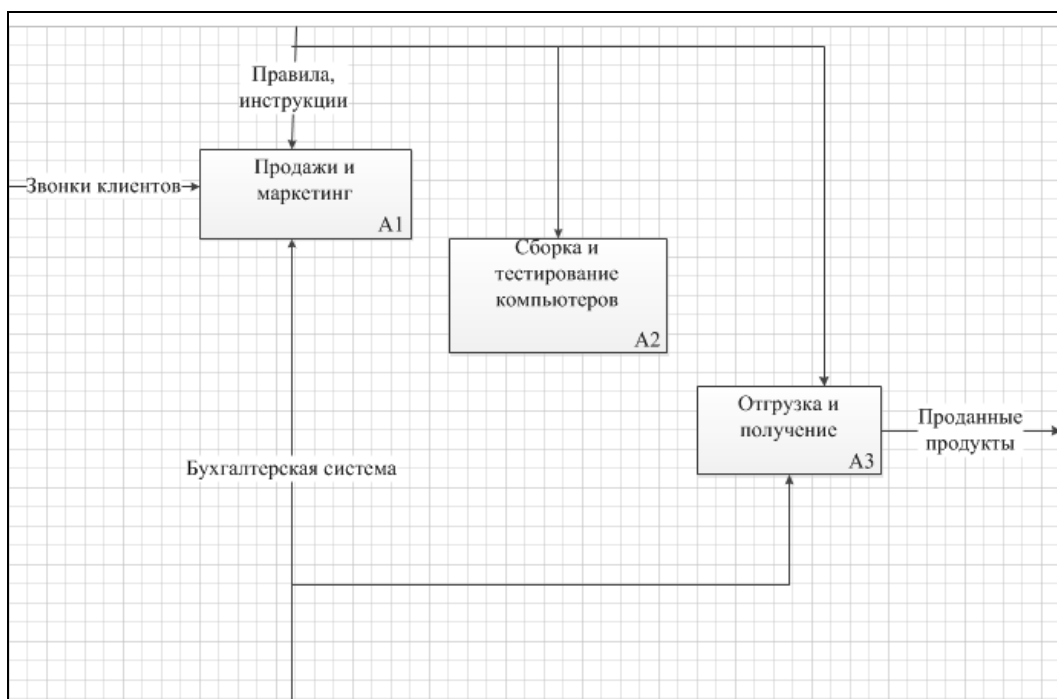 Правила,
инструкции
Звонки клиентов
Продажи и
маркетинг
A1
Сборка и
тестирование
компьютеров
A2
Отгрузка и
получение
A3
Проданные
продукты
Бухгалтерская система